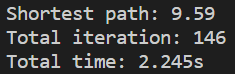 Shortest path: 9.59
Total iteration: 146
Total time: 2.245s